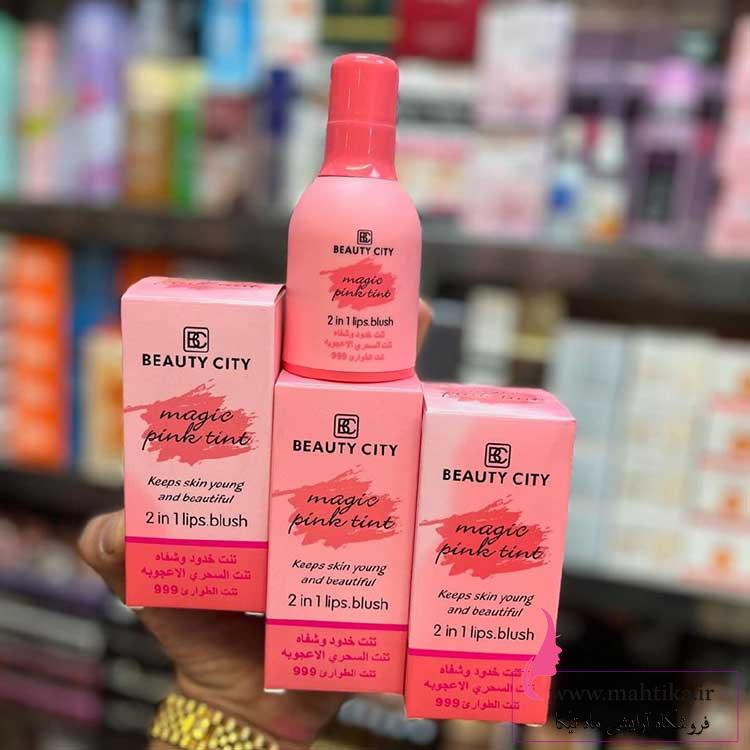 BC
BEAUTY CITY
magic
pink tint
2 in 1 lips.blush
تنت خدود وشفاه
تنت السحري الاعجوبه
تنت الطوارئ 999
BC
BEAUTY CITY
magic
pink tint
Keeps skin young
and beautiful
2 in 1 lips.blush
تنت خدود وشفاه
تنت السحري الاعجوبه
تنت الطوارئ 999
BC
BEAUTY CITY
magic
pink tint
Keeps skin young
and beautiful
2 in 1 lips.blush
تنت خدود وشفاه
تنت السحري الاعجوبه
تنت الطوارئ 999
BC
BEAUTY CITY
magic
pink tint
Keeps skin young
and beautiful
2 in 1 lips.blush
تنت خدود وشفاه
تنت السحري الاعجوبه
تنت الطوارئ 999
www.mahtika.ir
فروشگاه آرایشی ماه تیکا